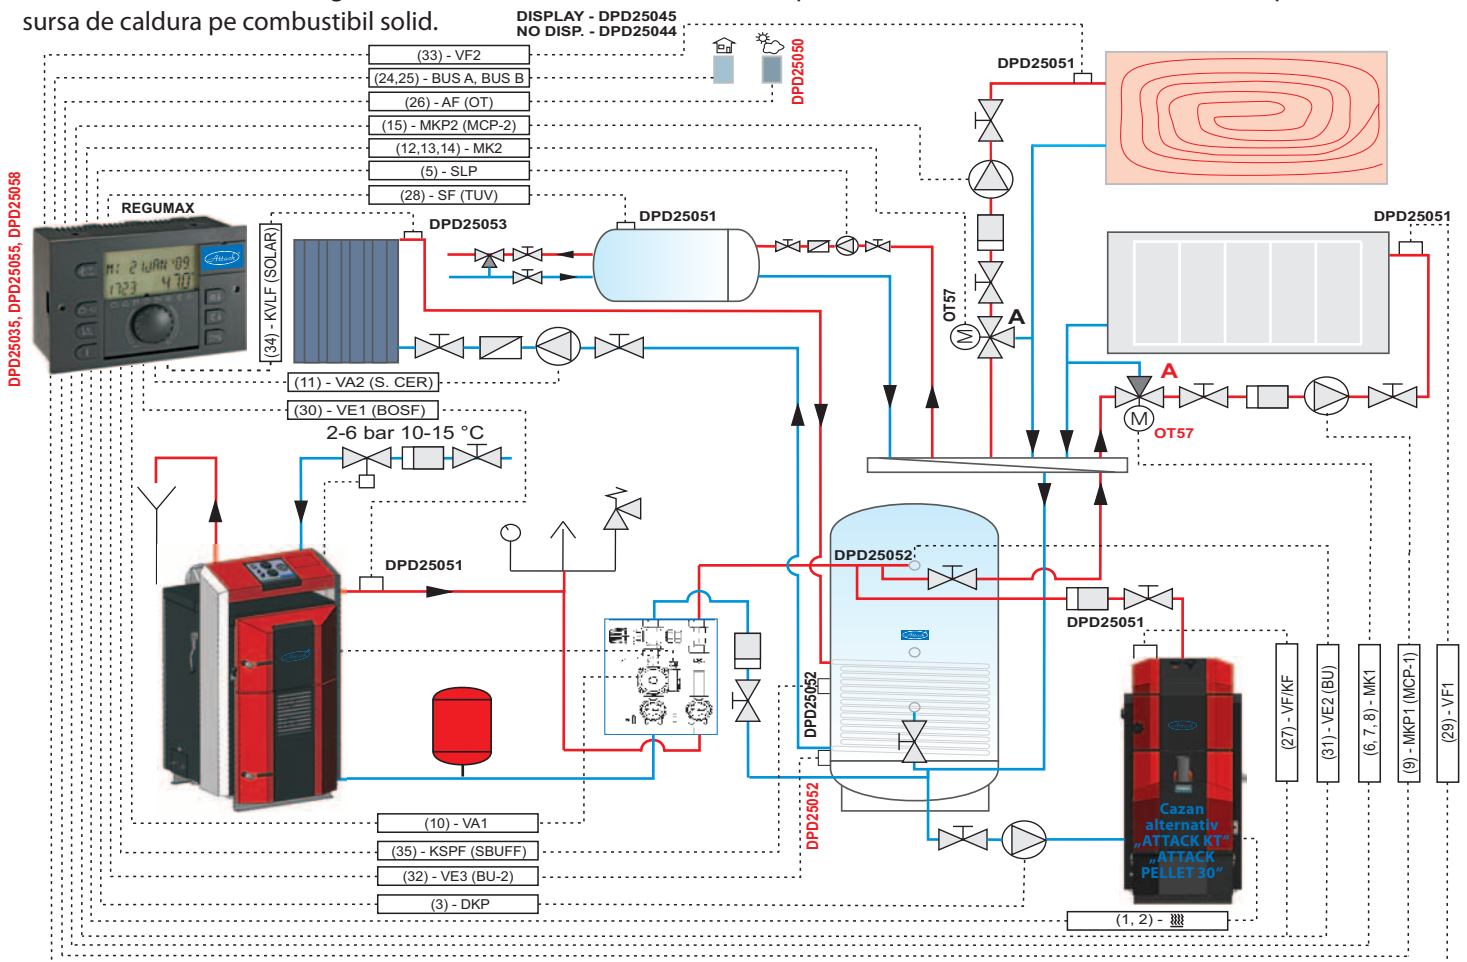 sursa de caldura pe combustibil solid.
DISPLAY - DPD25045
NO DISP. - DPD25044
(33) - VF2
(24,25) - BUS A, BUS B
(26) - AF (OT)
(15) - MKP2 (MCP-2)
(12,13,14) - MK2
(5) - SLP
(28) - SF (TUV)
DPD25050
DPD25051
DPD25035, DPD25055, DPD25058
REGUMAX
Attack
M: 21JAN '09
1723 470
(34) - KVLF (SOLAR)
DPD25053
DPD25051
DPD25051
OT57
M
A
A
M
OT57
(11) - VA2 (S. CER)
(30) - VE1 (BOSF)
2-6 bar 10-15 °C
DPD25051
DPD25052
DPD25051
DPD25052
DPD25052
(27) - VF/KF
(31) - VE2 (BU)
(6, 7, 8) - MK1
(9) - MKP1 (MCP-1)
(29) - VF1
Cazan
alternativ
„ATTACK KT“
„ATTACK
PELLET 30“
(10) - VA1
(35) - KSPF (SBUFF)
(32) - VE3 (BU-2)
(3) - DKP
(1, 2) -